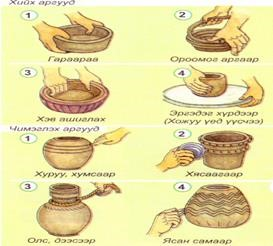 Хийх аргууд
1
2
Гараараа
Ороомог аргаар
3
4
Хэв ашиглах
Эргэдэг хүрдээр
(Хожуу үед үүсчээ)
Чимэглэх аргууд
1
2
Хуруу, хумсаар
Хясаагаар
3
4
Олс, дээсээр
Ясан самаар